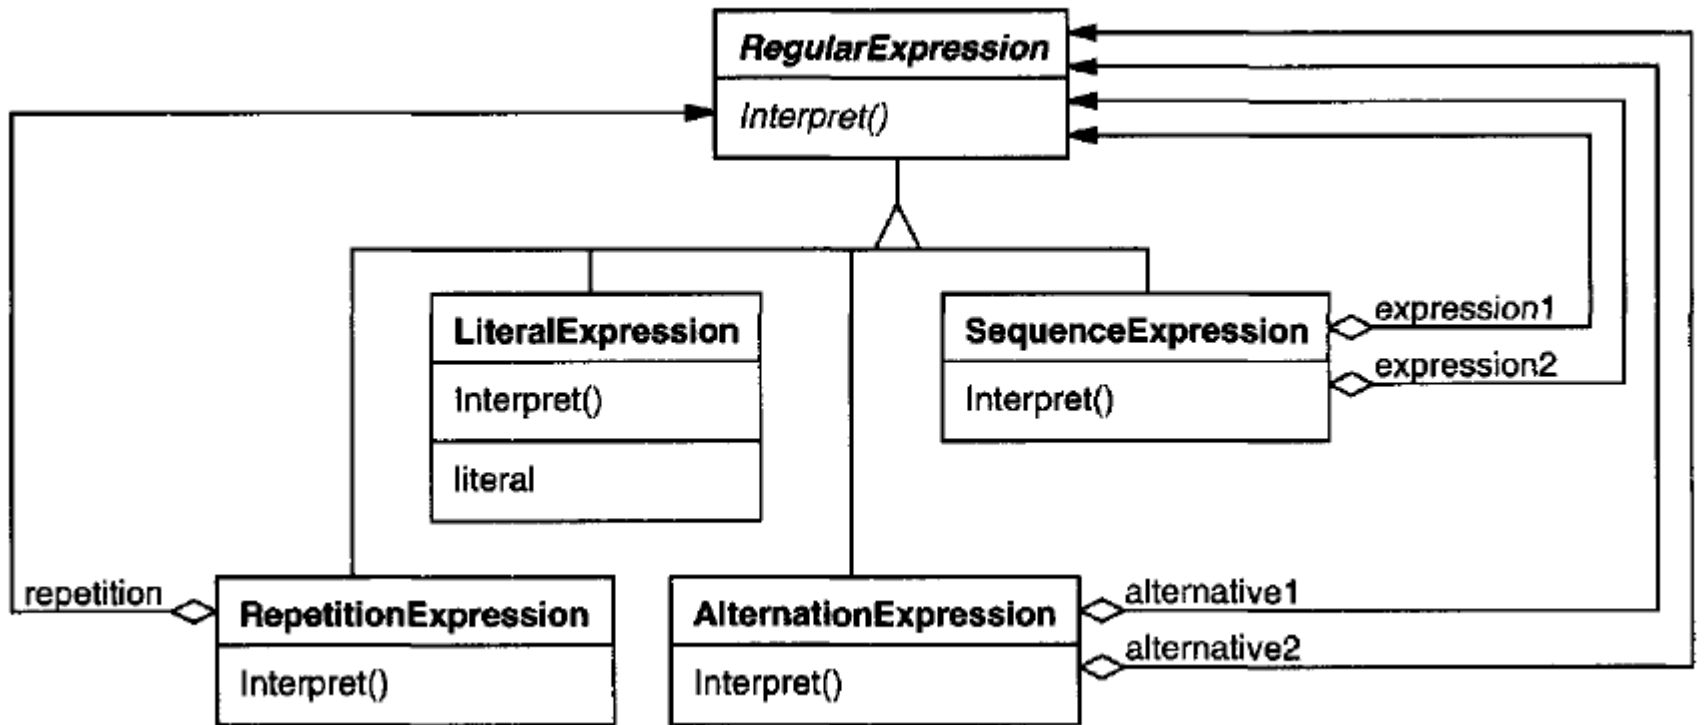 RegularExpression
Interpret()
LiteralExpression
Interpret()
literal
SequenceExpression
Interpret()
expression1
expression2
repetition
RepetitionExpression
Interpret()
AlternationExpression
Interpret()
alternative1
alternative2